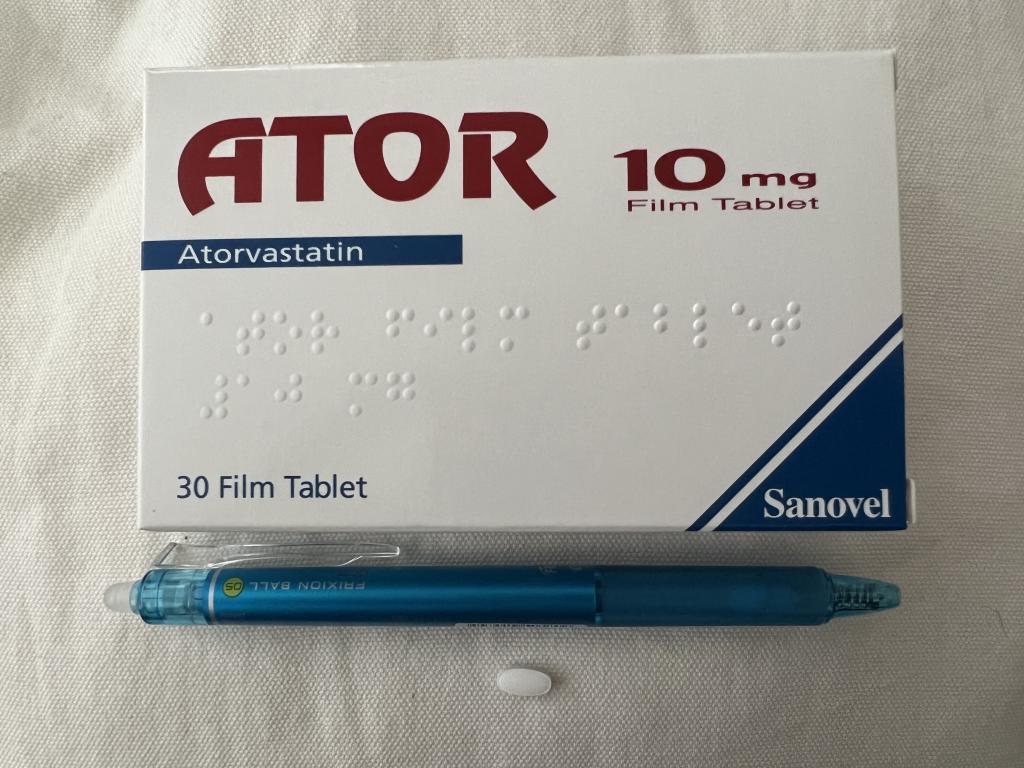 ATOR
10 mg
Film Tablet
Atorvastatin
30 Film Tablet
Sanovel
FRIXION BALL
05